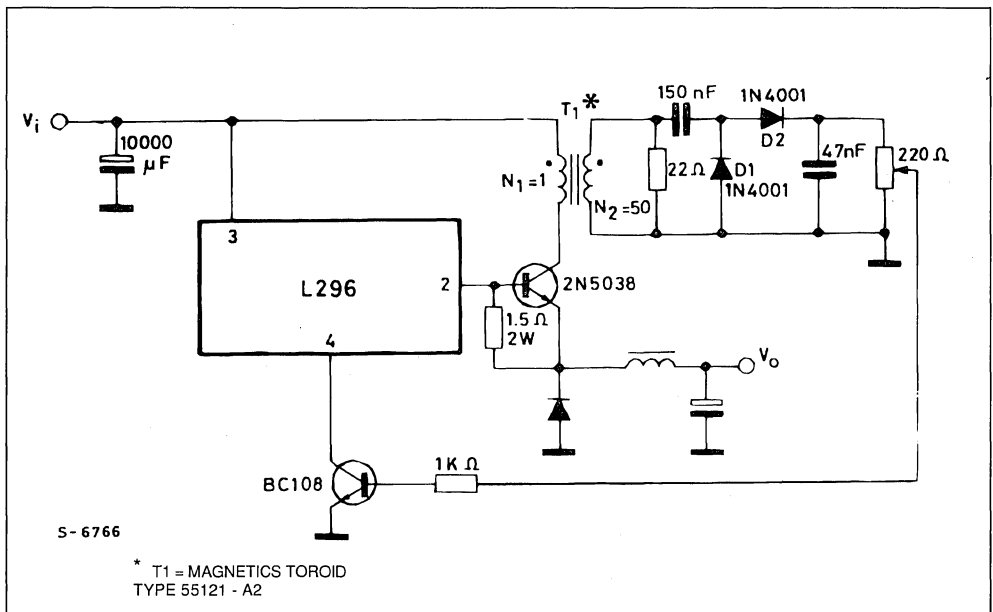 150 nF
1N4001
T1*
Vi
10000
µF
D2
47nF
220 Ω
22Ω
D1
1N4001
N1=1
N2=50
3
L296
2
2N5038
1.5 Ω
2W
4
Vo
1K Ω
BC108
S-6766
* T1 = MAGNETICS TOROID
TYPE 55121 - A2